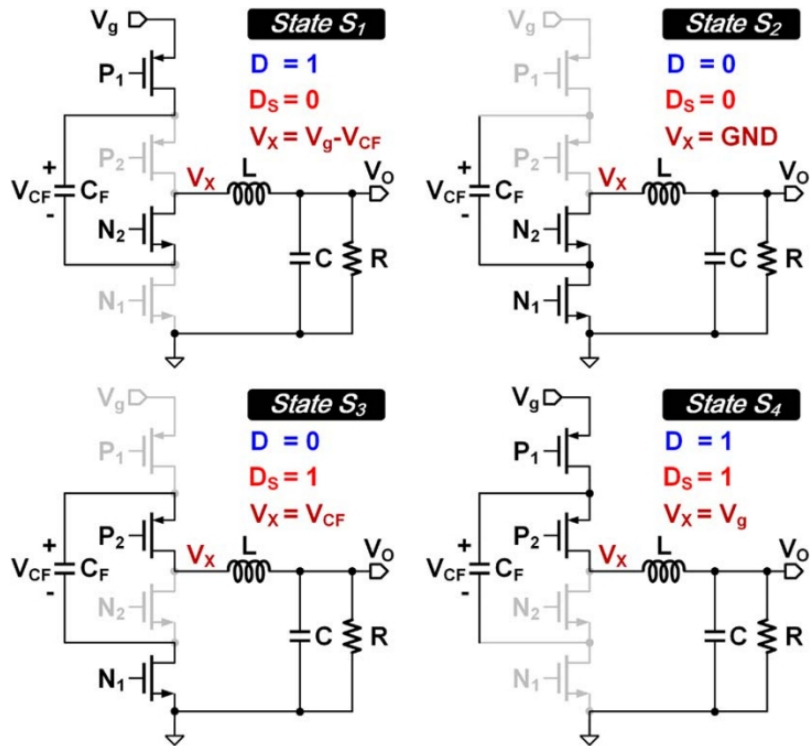 State S1
Vg
D = 1
P1
DS = 0
VX = Vg-VCF
+
P2
VX
L
VO
VCF
CF
-
N2
C
R
N1
State S2
D = 0
DS = 0
VX = GND
+
VX
L
VO
VCF
CF
-
N2
C
R
N1
State S3
Vg
D = 0
P1
DS = 1
VX = VCF
+
P2
VX
L
VO
VCF
CF
-
N2
C
R
N1
State S4
Vg
D = 1
P1
DS = 1
VX = Vg
+
P2
VX
L
VO
VCF
CF
-
N2
C
R
N1